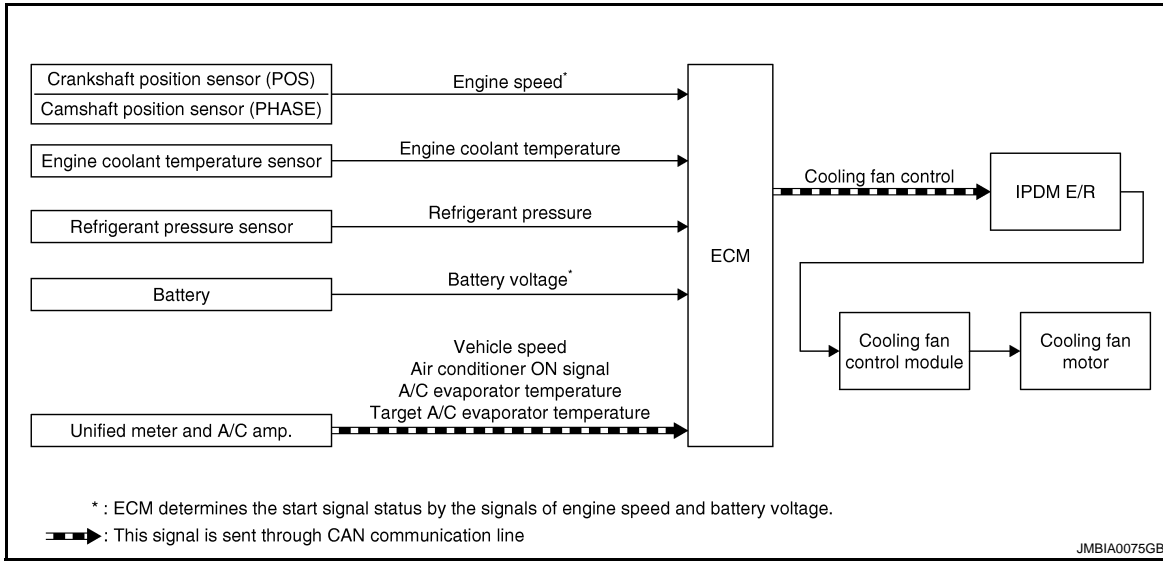 Crankshaft position sensor (POS)
Camshaft position sensor (PHASE)
Engine speed*
Engine coolant temperature sensor
Engine coolant temperature
Refrigerant pressure sensor
Refrigerant pressure
Battery
Battery voltage*
Unified meter and A/C amp.
Vehicle speed
Air conditioner ON signal
A/C evaporator temperature
Target A/C evaporator temperature
ECM
Cooling fan control
IPDM E/R
Cooling fan
control module
Cooling fan
motor
* : ECM determines the start signal status by the signals of engine speed and battery voltage.
: This signal is sent through CAN communication line
JMBIA0075GB